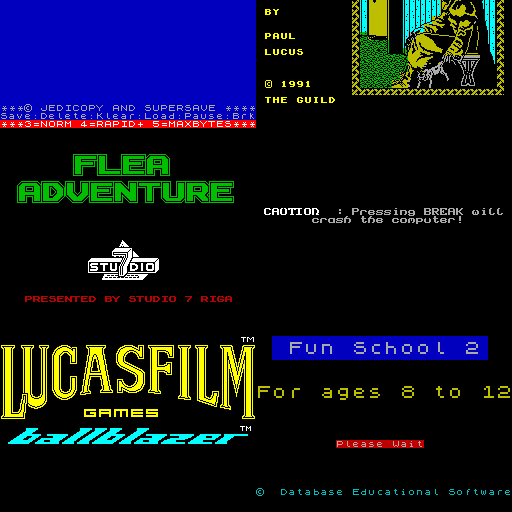 ***© JEDICOPY AND SUPERSAVE ****
Save:Delete:Klear:Load:Pause:Brk
***3=NORM 4=RAPID+ 5=MAXBYTES***
BY
PAUL
LUCUS
© 1991
THE GUILD
FLEA
ADVENTURE
STUDIO
7
PRESENTED BY STUDIO 7 RIGA
CAUTION : Pressing BREAK will
crash the computer!
LUCASFILM™
GAMES
ballblazer™
Fun School 2
For ages 8 to 12
Please Wait
© Database Educational Software